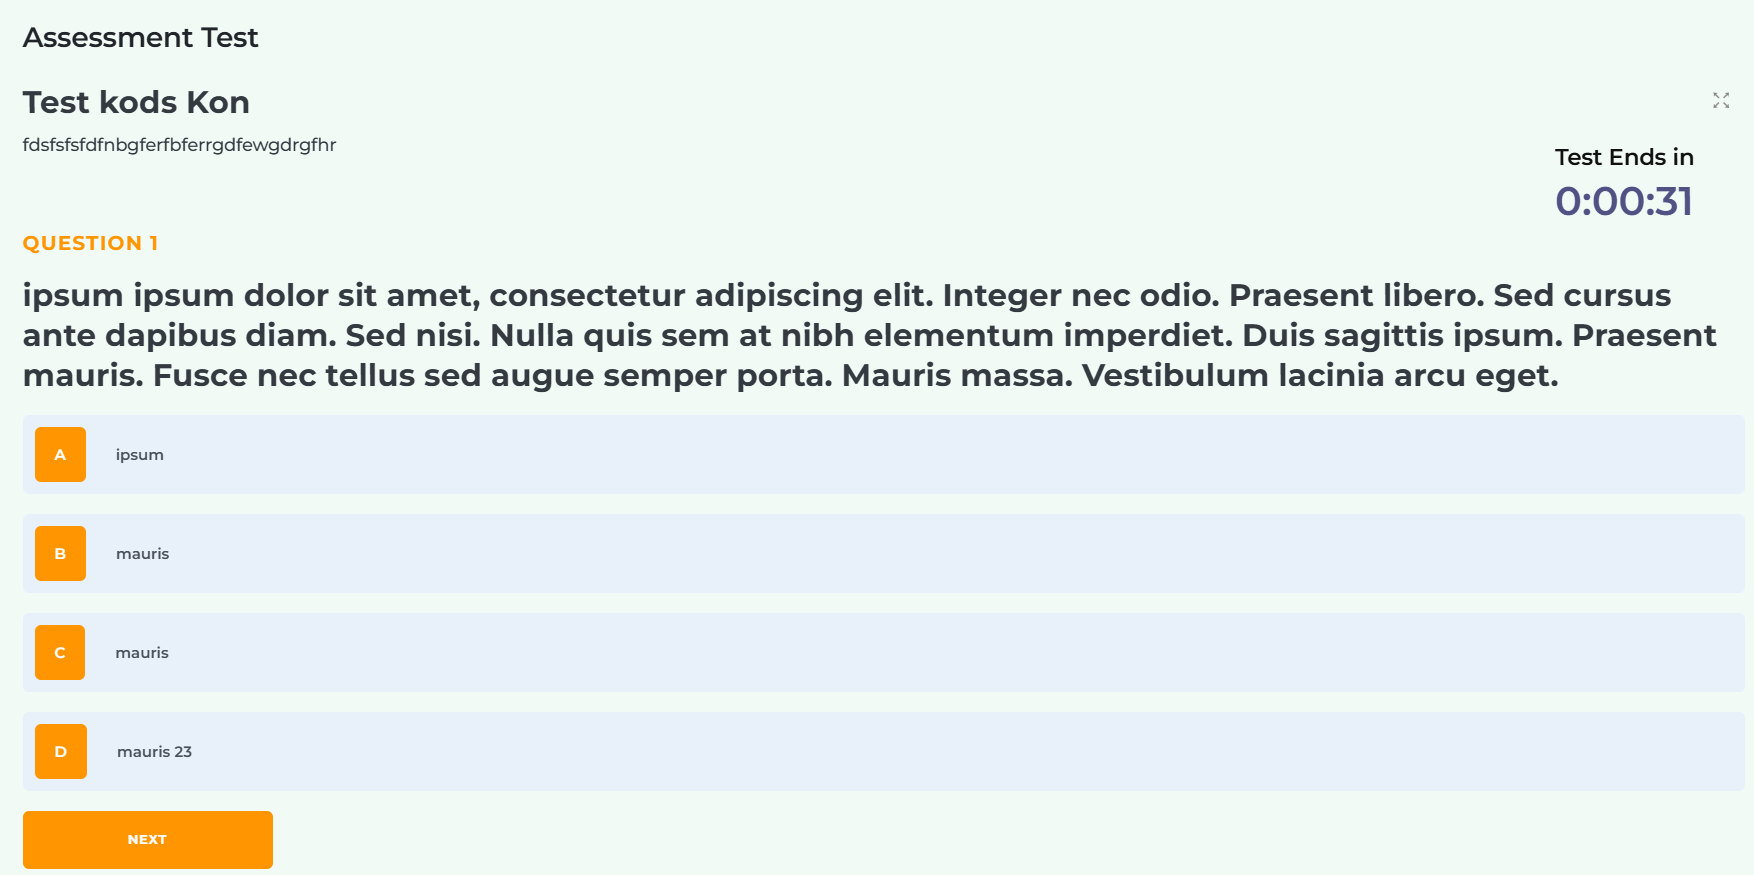 Assessment Test
Test kods Kon
fdsfsfsfdfnbgferfbferrgdfewgdrgfhr
Test Ends in
0:00:31
QUESTION 1
ipsum ipsum dolor sit amet, consectetur adipiscing elit. Integer nec odio. Praesent libero. Sed cursus
ante dapibus diam. Sed nisi. Nulla quis sem at nibh elementum imperdiet. Duis sagittis ipsum. Praesent
mauris. Fusce nec tellus sed augue semper porta. Mauris massa. Vestibulum lacinia arcu eget.
A ipsum
B mauris
C mauris
D mauris 23
NEXT